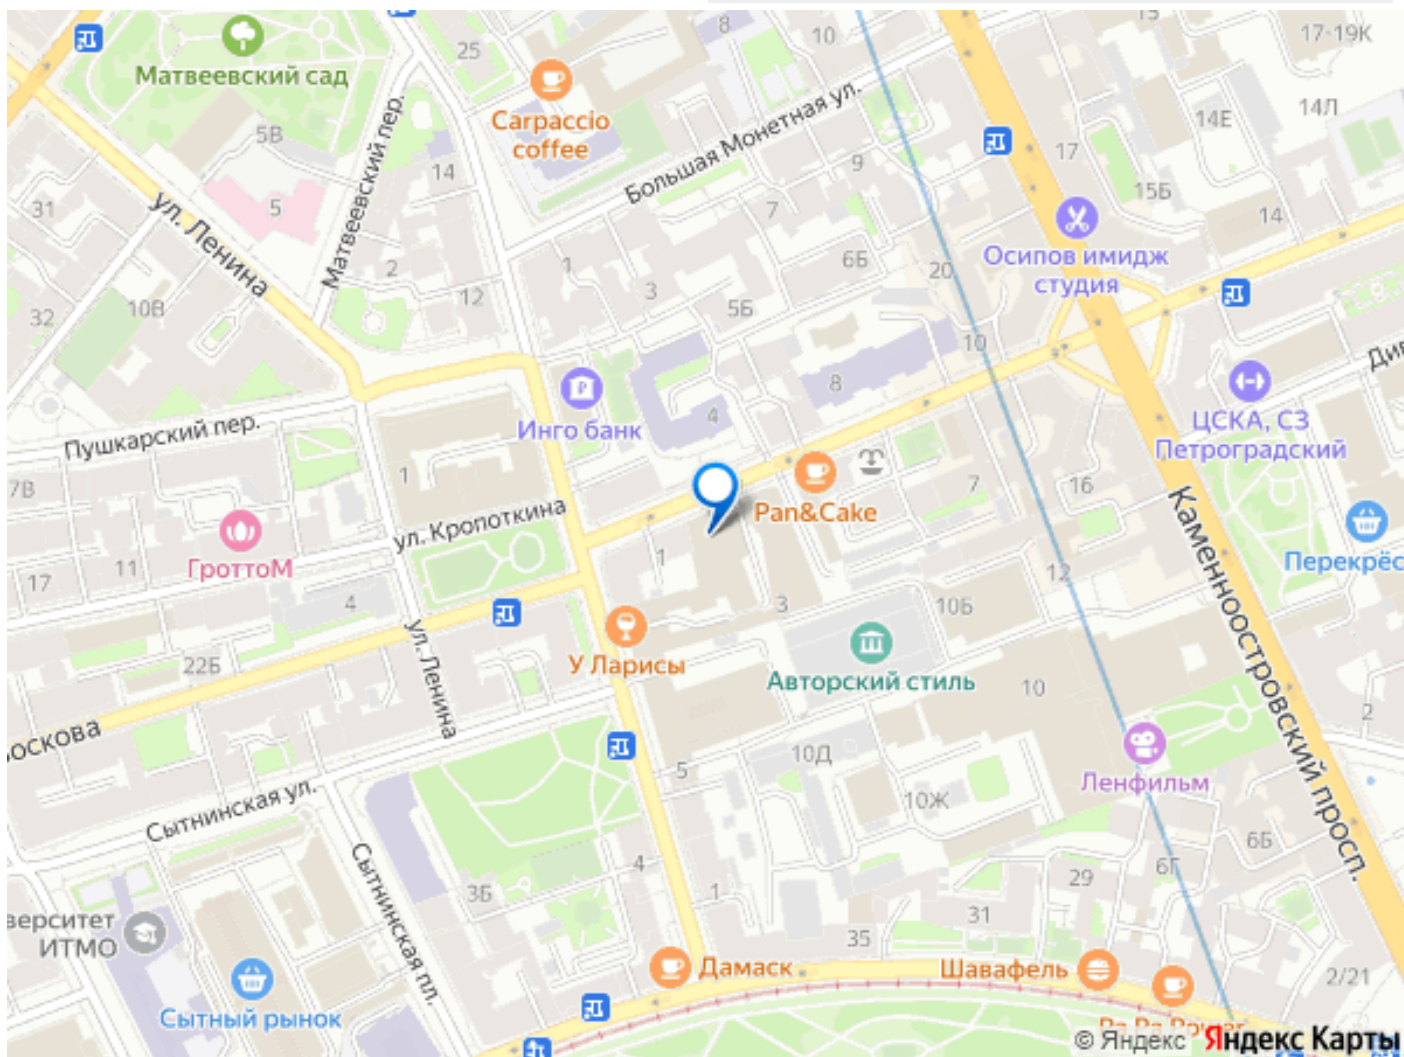 8
10
15
17-19К
25
Матвеевский сад
Carpaccio
coffee
Большая Монетная ул.
14Е
14Л
5В
Матвеевский пер.
14
9
17
15Б
31
5
ул. Ленина
7
14
Осипов имидж
студия
2
1
6Б
20
12
3
5Б
10В
32
10
Див
8
Инго банк
4
ЦСКА, СЗ
Петроградский
Пушкарский пер.
1
7В
ул. Кропоткина
Pan&Cake
7
16
Каменноостровский просп.
Перекрёс
ГроттоМ
17
11
1
12
4
3
10Б
У Ларисы
Авторский стиль
22Б
ул. Ленина
10
2
оскова
10Д
5
Ленфильм
Сытнинская ул.
10Ж
6Б
Сытнинская пл.
4
6Г
29
3Б
1
31
верситет
ИТМО
35
Дамаск
Шавафель
2/21
Сытный рынок
© Яндекс Яндекс Карты